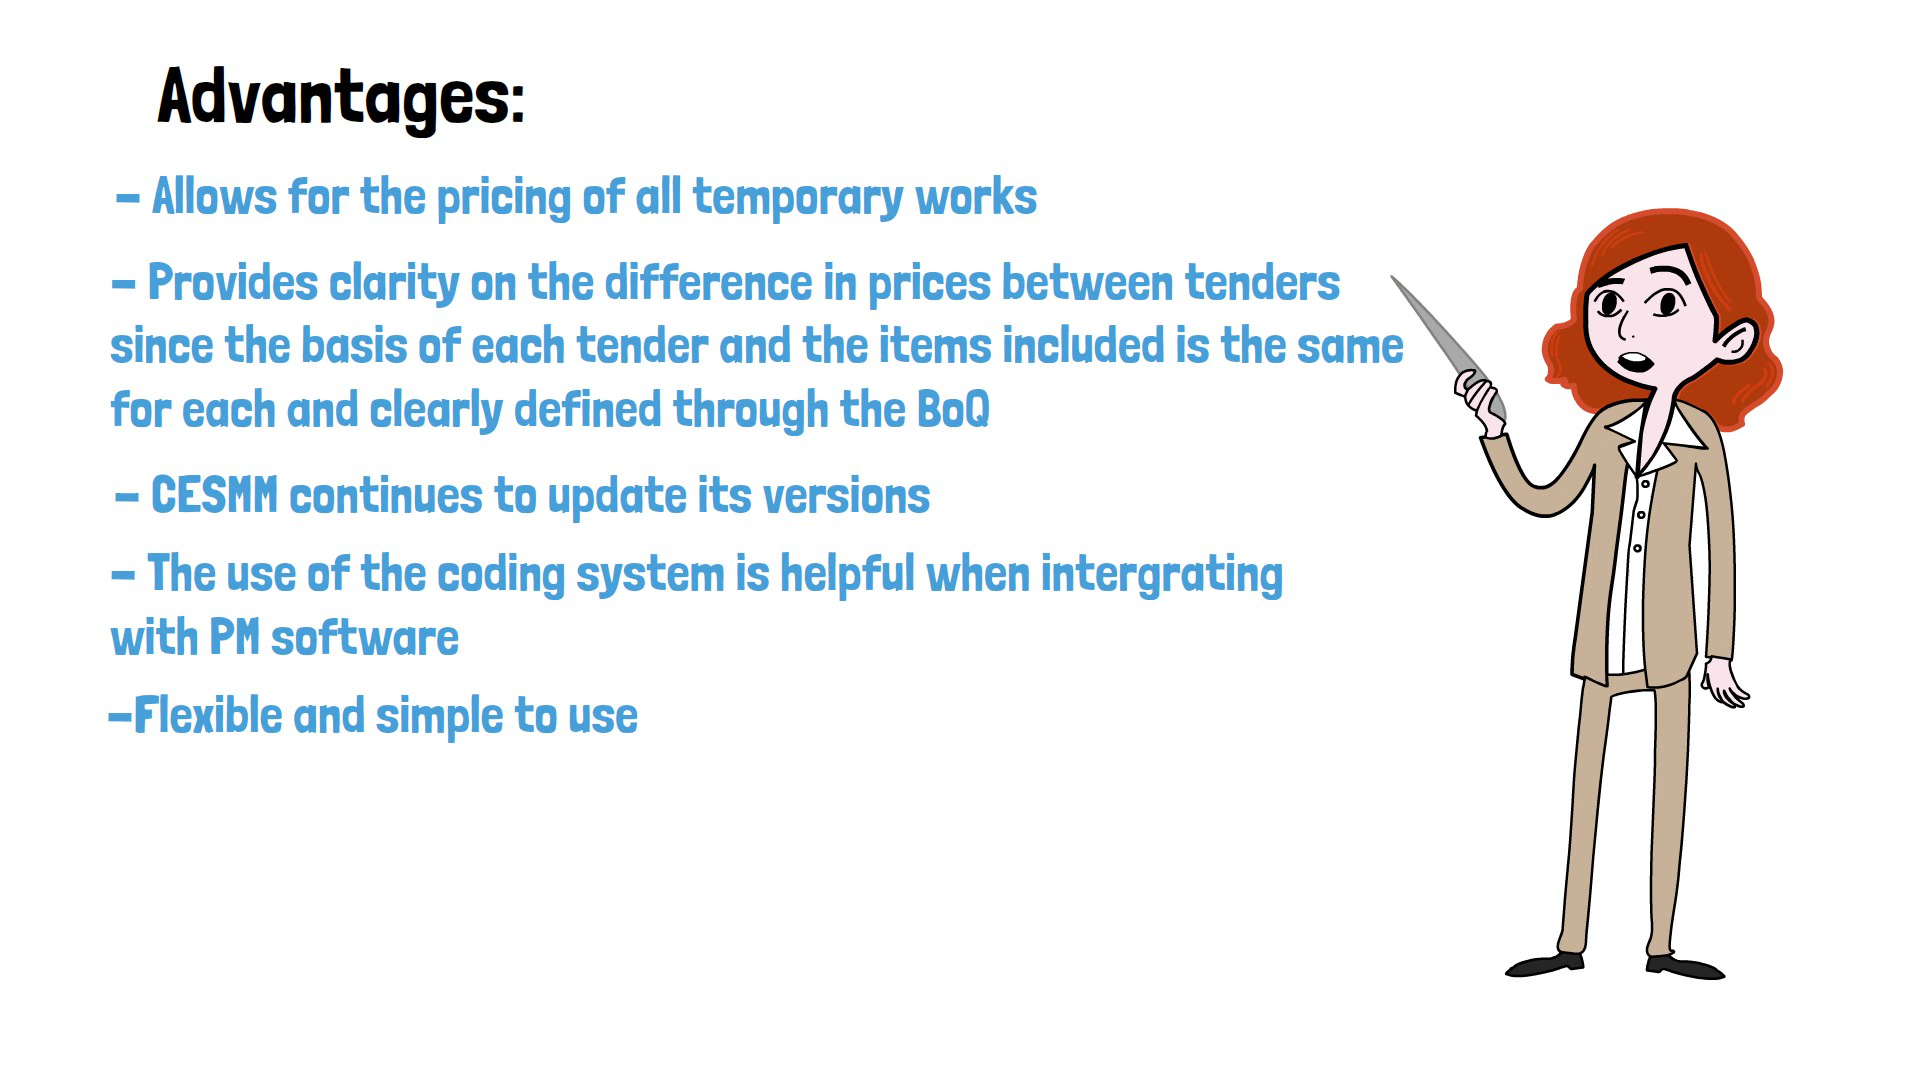 Advantages:
- Allows for the pricing of all temporary works
- Provides clarity on the difference in prices between tenders
since the basis of each tender and the items included is the same
for each and clearly defined through the BoQ
- CESMM continues to update its versions
- The use of the coding system is helpful when intergrating
with PM software
-Flexible and simple to use